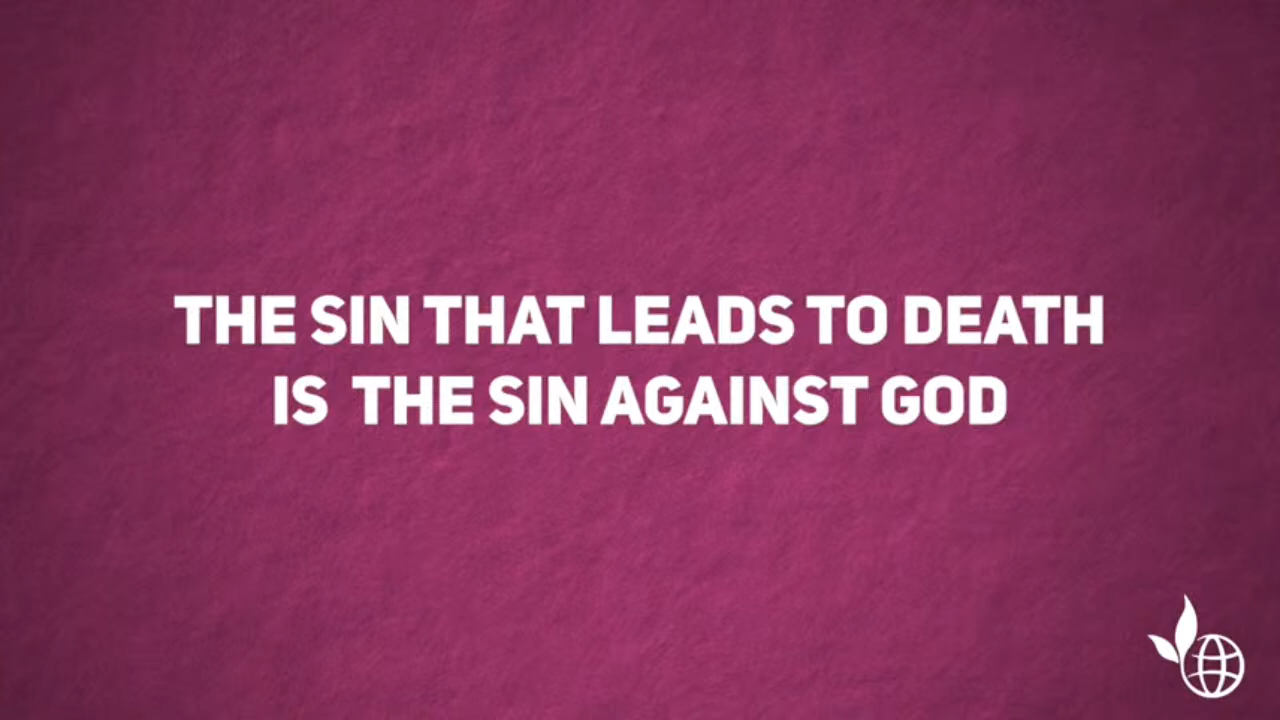 THE SIN THAT LEADS TO DEATH
IS THE SIN AGAINST GOD